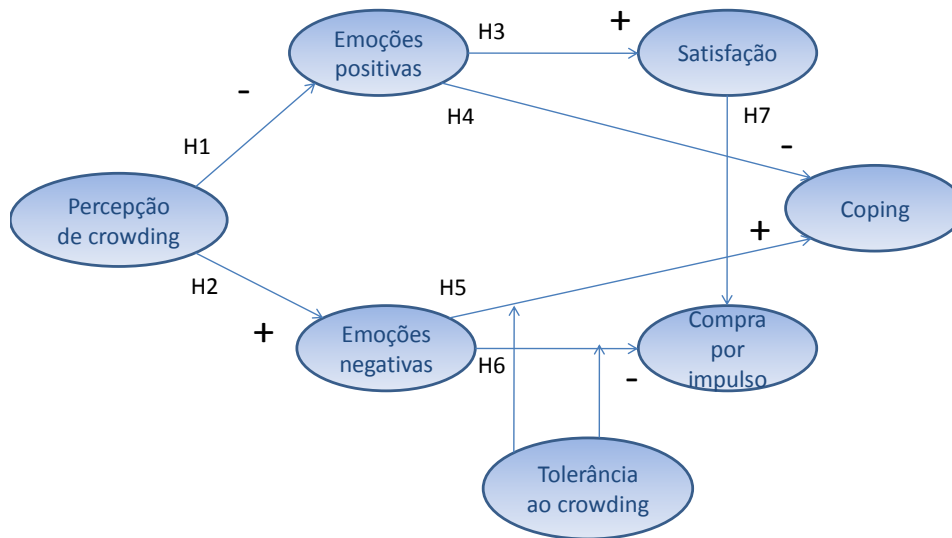 Emoções
positivas
H3
+
Satisfação
-
H4
H7
H1
-
Percepção
de crowding
Coping
+
H2
H5
+
Emoções
negativas
H6
Compra
por
impulso
-
Tolerância
ao crowding